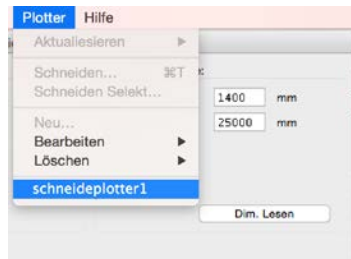 Plotter Hilfe
Aktualiesieren
Schneiden... ⌘T
Schneiden Selekt...
1400 mm
25000 mm
Neu...
Bearbeiten
Löschen
schneideplotter1
Dim. Lesen